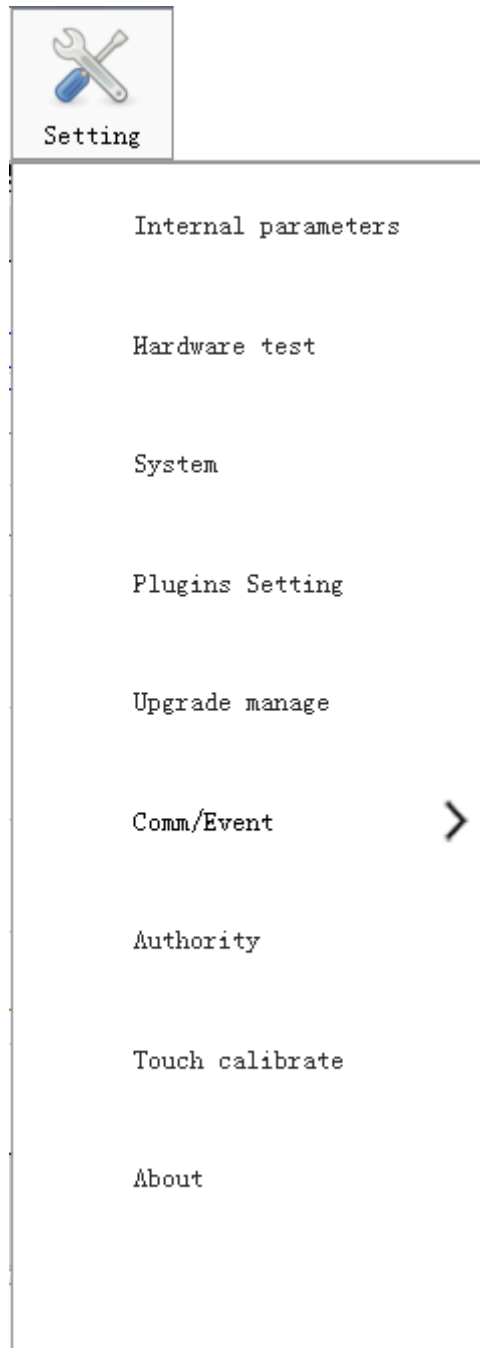 Setting
Internal parameters
Hardware test
System
Plugins Setting
Upgrade manage
Comm/Event
Authority
Touch calibrate
About